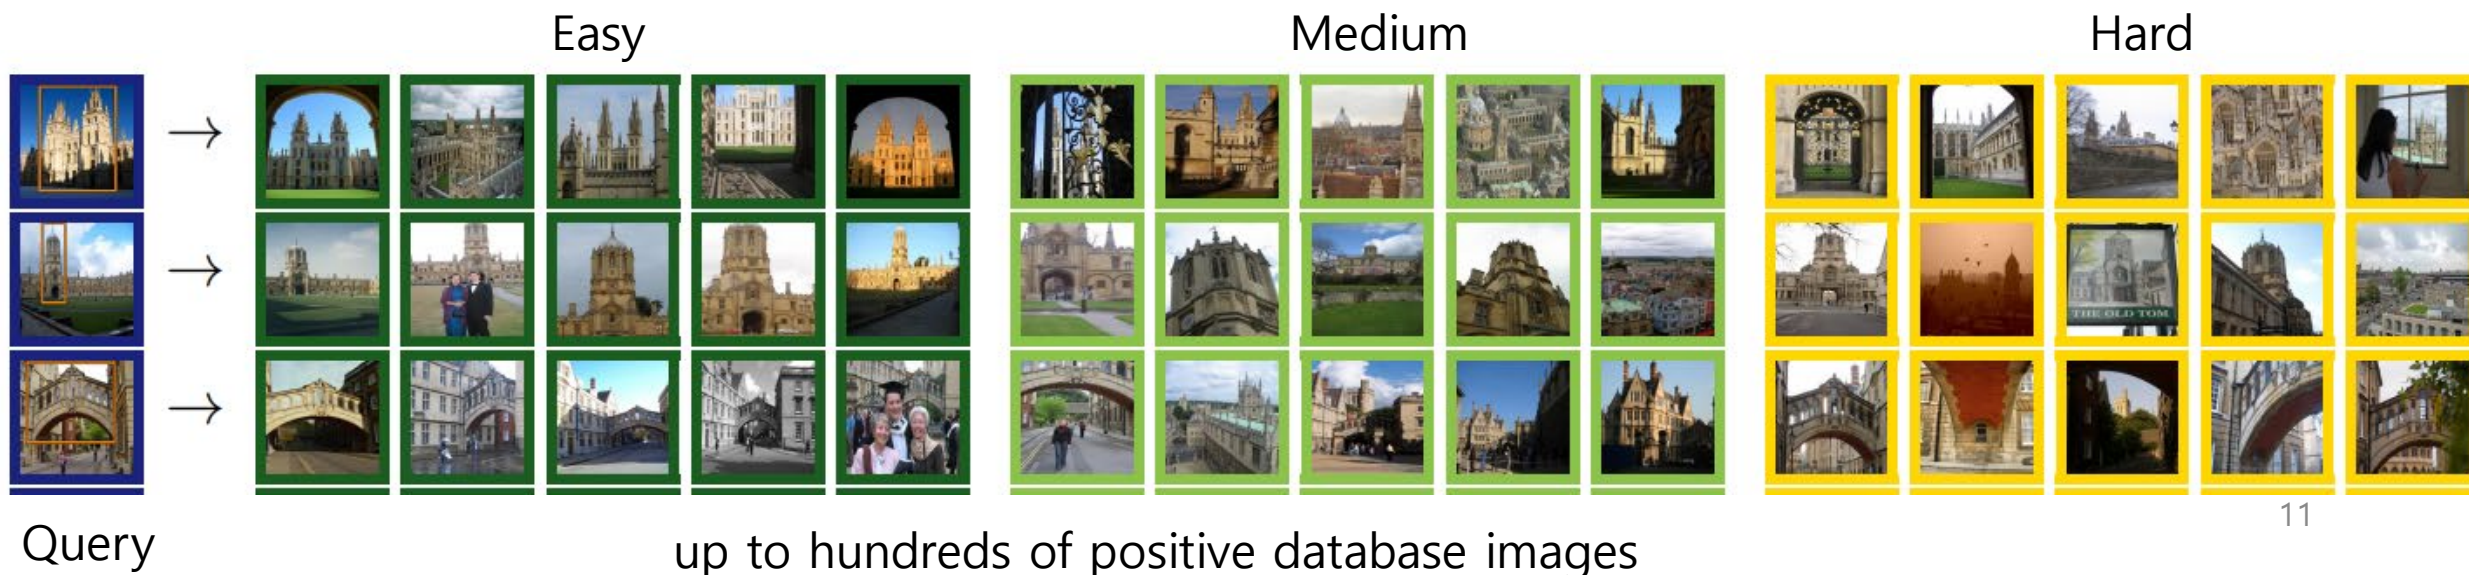 Easy
Medium
Hard
THE OLD TOM
11
Query
up to hundreds of positive database images